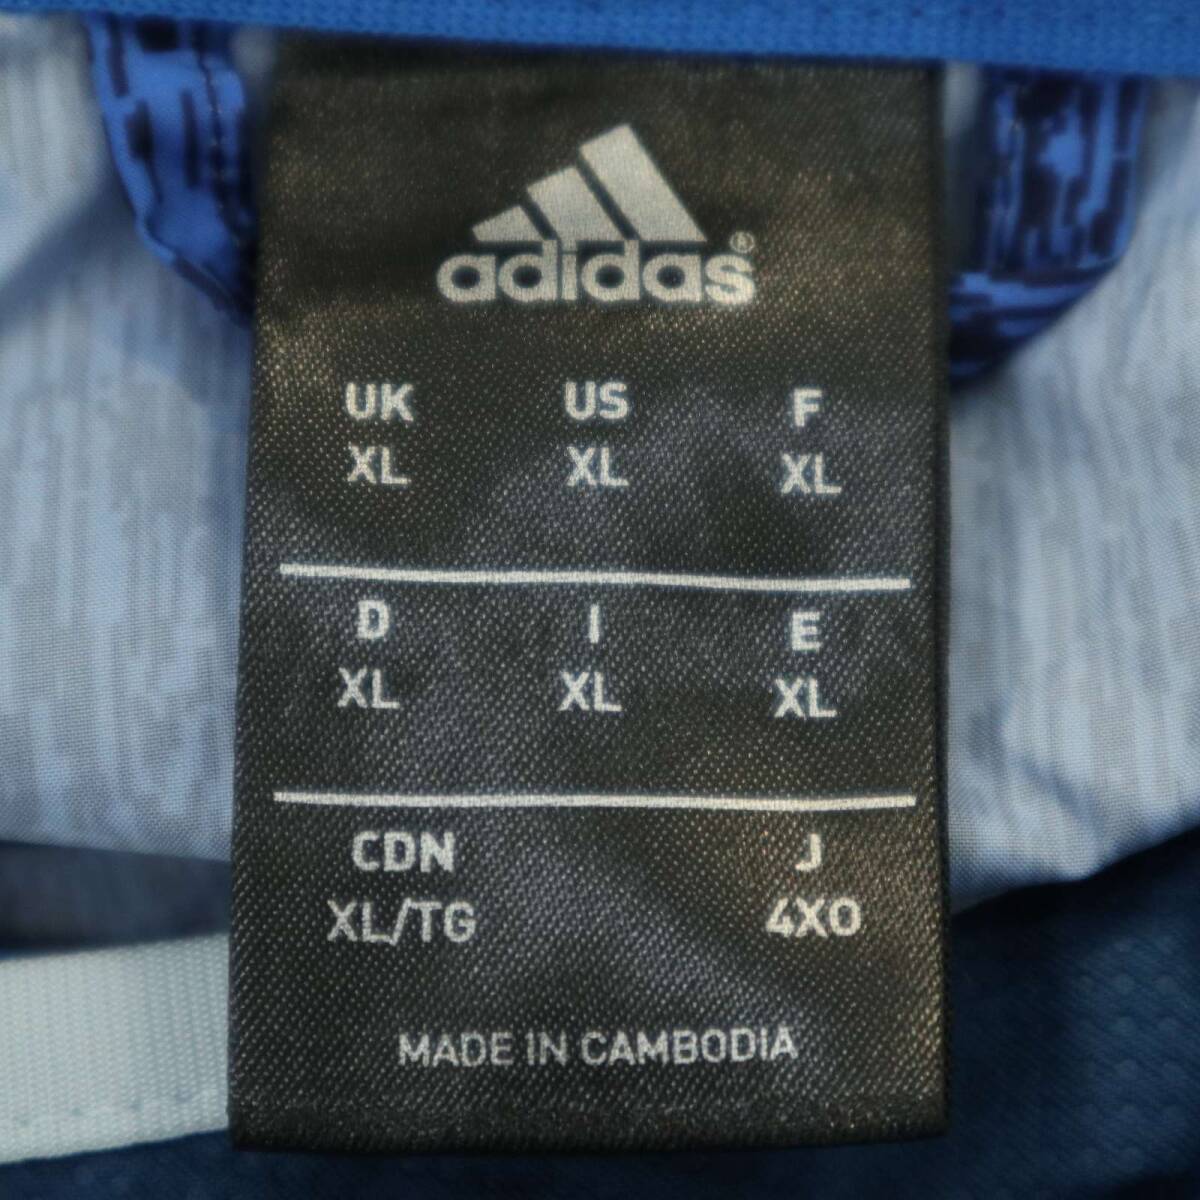 adidas®
UK US F
XL XL XL
D I E
XL XL XL
CDN J
XL/TG 4XO
MADE IN CAMBODIA